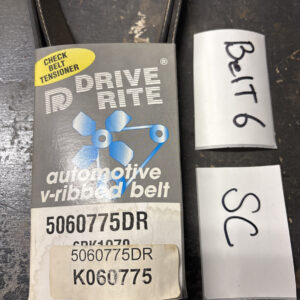 CHECK
BELT
TENSIONER
DRIVE
RITE®
automotive
v-ribbed belt
5060775DR
5060775DR
K060775
BelT 6
SC